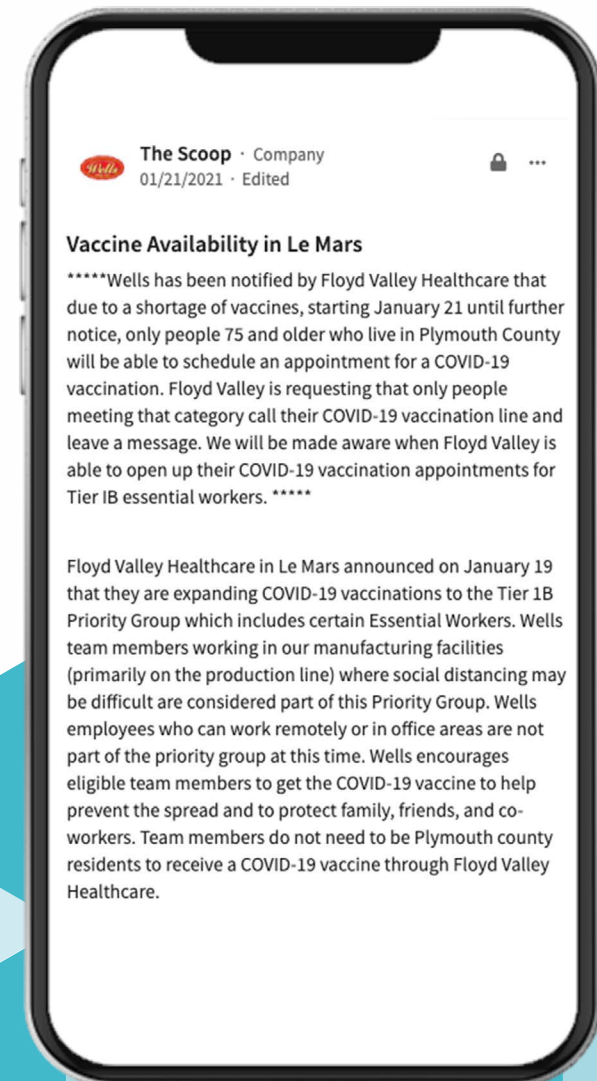 Wells
The Scoop · Company
01/21/2021 · Edited
Vaccine Availability in Le Mars
*****Wells has been notified by Floyd Valley Healthcare that
due to a shortage of vaccines, starting January 21 until further
notice, only people 75 and older who live in Plymouth County
will be able to schedule an appointment for a COVID-19
vaccination. Floyd Valley is requesting that only people
meeting that category call their COVID-19 vaccination line and
leave a message. We will be made aware when Floyd Valley is
able to open up their COVID-19 vaccination appointments for
Tier IB essential workers. *****
Floyd Valley Healthcare in Le Mars announced on January 19
that they are expanding COVID-19 vaccinations to the Tier 1B
Priority Group which includes certain Essential Workers. Wells
team members working in our manufacturing facilities
(primarily on the production line) where social distancing may
be difficult are considered part of this Priority Group. Wells
employees who can work remotely or in office areas are not
part of the priority group at this time. Wells encourages
eligible team members to get the COVID-19 vaccine to help
prevent the spread and to protect family, friends, and co-
workers. Team members do not need to be Plymouth county
residents to receive a COVID-19 vaccine through Floyd Valley
Healthcare.